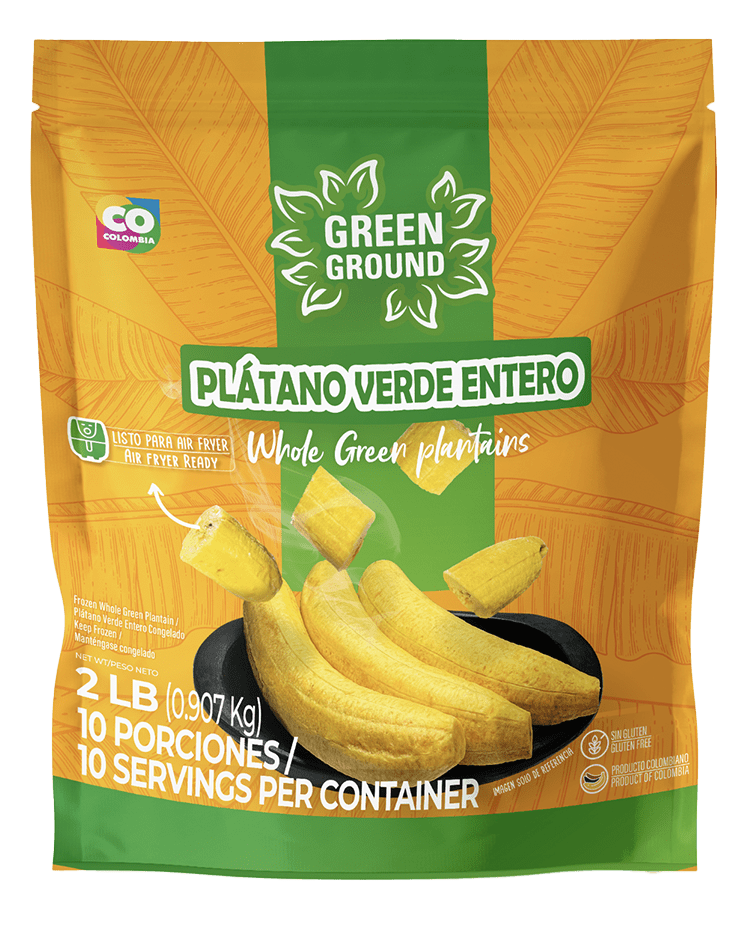 CO
COLOMBIA
GREEN
GROUND
PLÁTANO VERDE ENTERO
Whole Green plantains
LISTO PARA AIR FRYER
AIR FRYER READY
Frozen Whole Green Plantain /
Plátano Verde Entero Congelado
Keep Frozen /
Manténgase congelado
NET WT/PESO NETO
2 LB (0.907 Kg)
10 PORCIONES /
10 SERVINGS PER CONTAINER
IMAGEN SOLO DE REFERENCIA
SIN GLUTEN
GLUTEN FREE
PRODUCTO COLOMBIANO
PRODUCT OF COLOMBIA